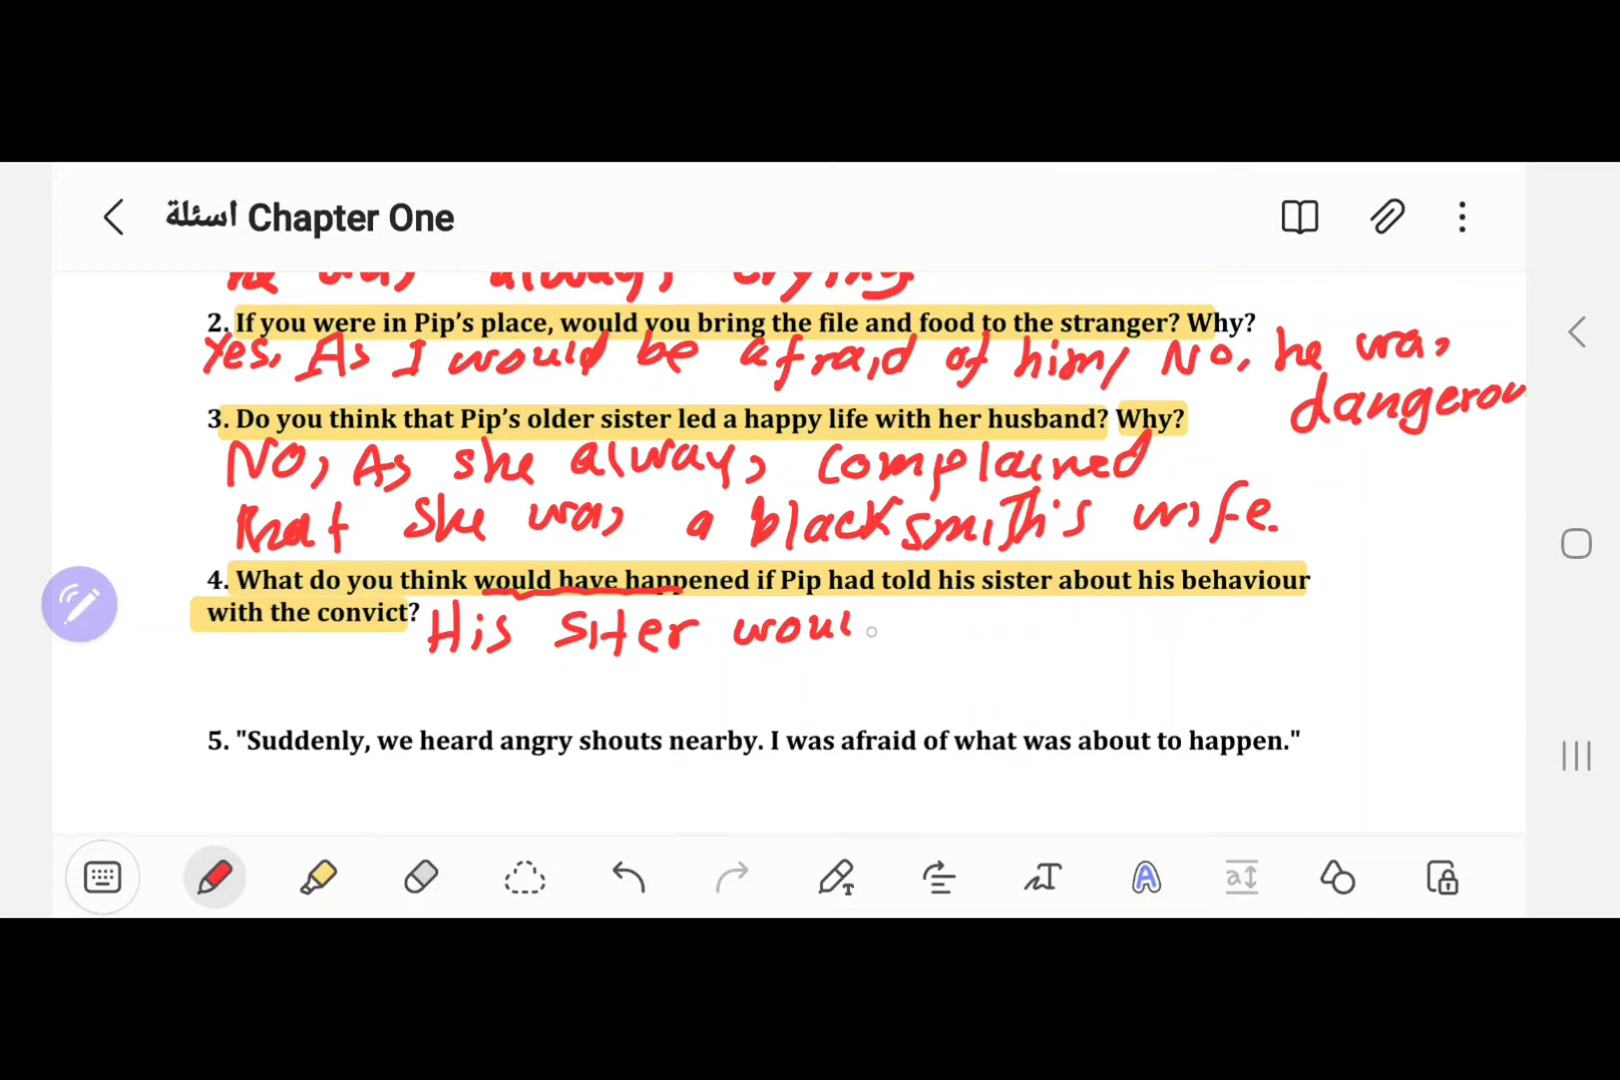 اسئلة Chapter One
he was always crying
2. If you were in Pip's place, would you bring the file and food to the stranger? Why?
Yes, As I would be afraid of him/ No, he was
dangerou
3. Do you think that Pip's older sister led a happy life with her husband? Why?
No, As she always complained
that she was a blacksmith's wife.
4. What do you think would have happened if Pip had told his sister about his behaviour
with the convict?
His siter woul
5. "Suddenly, we heard angry shouts nearby. I was afraid of what was about to happen."